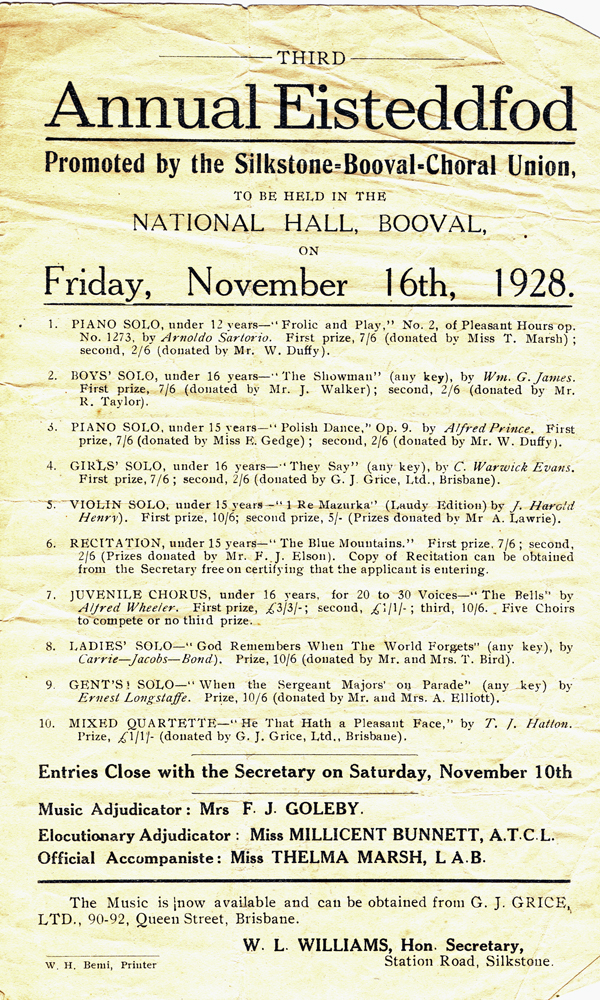 THIRD
Annual Eisteddfod
Promoted by the Silkstone=Booval-Choral Union,
TO BE HELD IN THE
NATIONAL HALL, BOOVAL,
ON
Friday, November 16th, 1928.
1. PIANO SOLO, under 12 years—"Frolic and Play," No. 2, of Pleasant Hours op.
No. 1273, by Arnoldo Sartorio. First prize, 7/6 (donated by Miss T. Marsh) ;
second, 2/6 (donated by Mr. W. Duffy).
2. BOYS' SOLO, under 16 years—"The Showman" (any key), by Wm. G. James.
First prize, 7/6 (donated by Mr. J. Walker); second, 2/6 (donated by Mr.
R. Taylor).
3. PIANO SOLO, under 15 years—"Polish Dance," Op. 9. by Alfred Prince. First
prize, 7/6 (donated by Miss E. Gedge) ; second, 2/6 (donated by Mr. W. Duffy).
4. GIRLS' SOLO, under 16 years—"They Say" (any key), by C. Warwick Evans.
First prize, 7/6 ; second, 2/6 (donated by G. J. Grice, Ltd., Brisbane).
5. VIOLIN SOLO, under 15 years—"1 Re Mazurka" (Laudy Edition) by J. Harold
Henry). First prize, 10/6; second prize, 5/- (Prizes donated by Mr A. Lawrie).
6. RECITATION, under 15 years—"The Blue Mountains." First prize, 7/6 ; second,
2/6 (Prizes donated by Mr. F. J. Elson). Copy of Recitation can be obtained
from the Secretary free on certifying that the applicant is entering.
7. JUVENILE CHORUS, under 16 years, for 20 to 30 Voices—"The Bells" by
Alfred Wheeler. First prize, £3/3/- ; second, £1/1/- ; third, 10/6. Five Choirs
to compete or no third prize.
8. LADIES' SOLO—"God Remembers When The World Forgets" (any key), by
Carrie—Jacobs—Bond). Prize, 10/6 (donated by Mr. and Mrs. T. Bird).
9. GENT'S! SOLO—"When the Sergeant Majors' on Parade" (any key) by
Ernest Longstaffe. Prize, 10/6 (donated by Mr. and Mrs. A. Elliott).
10. MIXED QUARTETTE—"He That Hath a Pleasant Face," by T. J. Hatton.
Prize, £1/1/- (donated by G. J. Grice, Ltd., Brisbane).
Entries Close with the Secretary on Saturday, November 10th
Music Adjudicator : Mrs F. J. GOLEBY.
Elocutionary Adjudicator : Miss MILLICENT BUNNETT, A.T.C.L.
Official Accompaniste : Miss THELMA MARSH, L A.B.
The Music is now available and can be obtained from G. J. GRICE,
LTD., 90-92, Queen Street, Brisbane.
W. L. WILLIAMS, Hon. Secretary,
Station Road, Silkstone.
W. H. Bemi, Printer